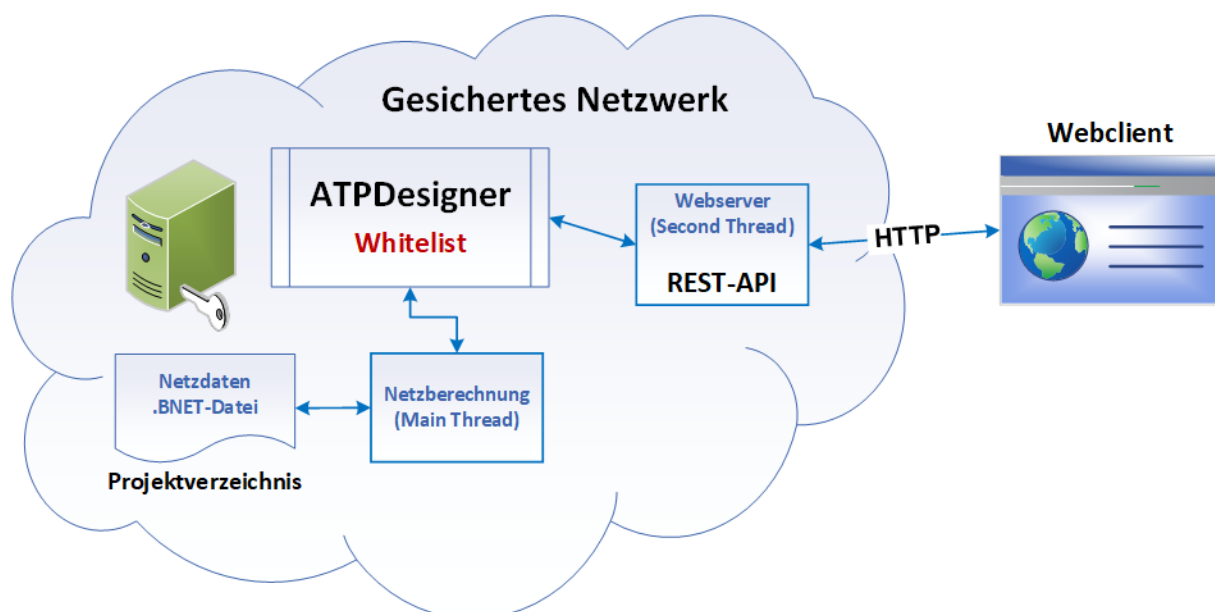 Gesichertes Netzwerk
Webclient
ATPDesigner
Whitelist
Webserver
(Second Thread)
REST-API
HTTP
Netzdaten
.BNET-Datei
Netzberechnung
(Main Thread)
Projektverzeichnis